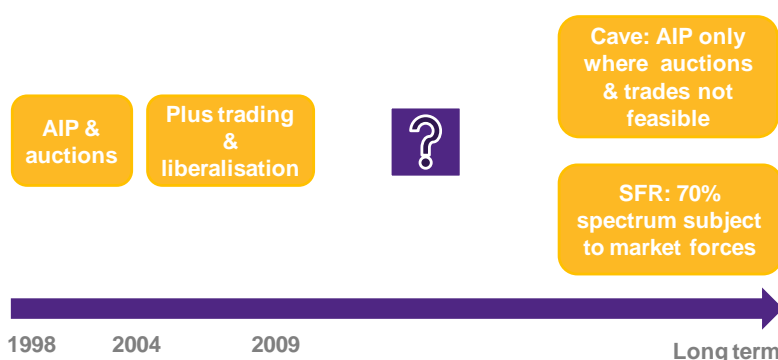 AIP &
auctions
Plus trading
&
liberalisation
?
Cave: AIP only
where auctions
& trades not
feasible
SFR: 70%
spectrum subject
to market forces
1998
2004
2009
Long term